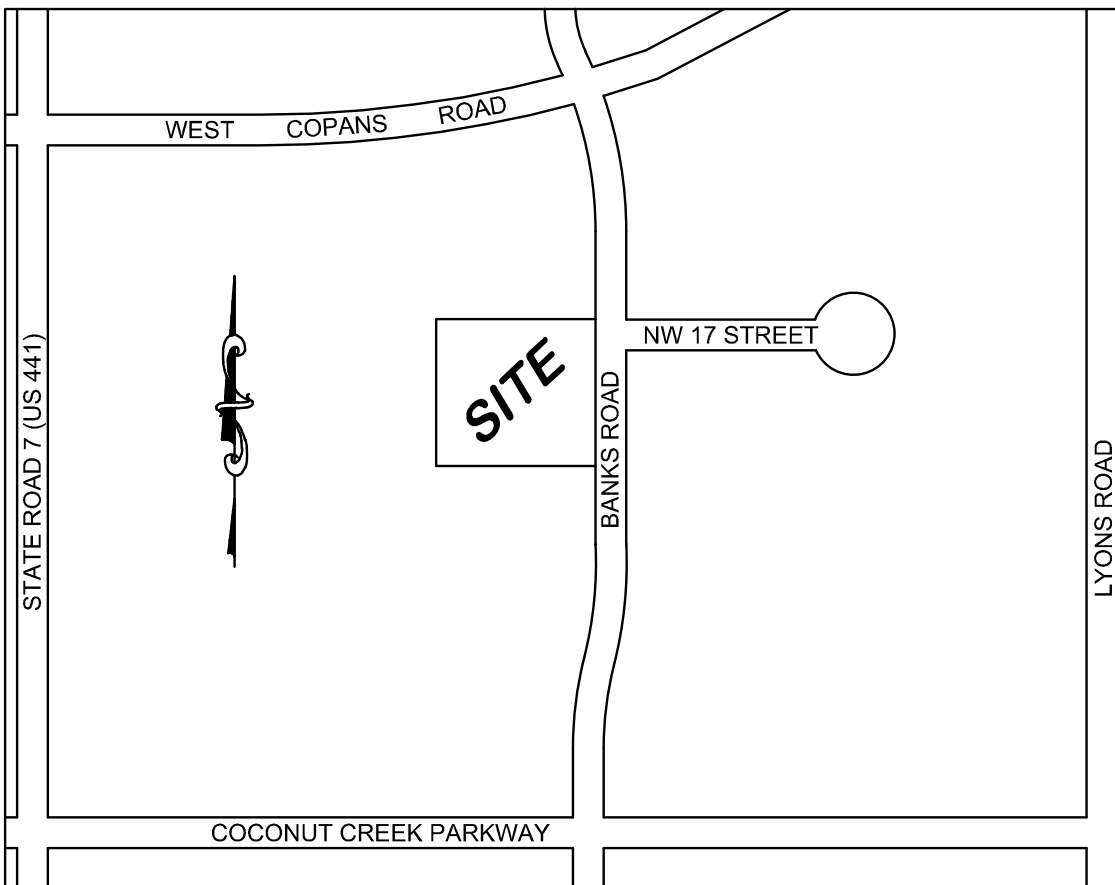 WEST COPANS ROAD
NW 17 STREET
SITE
STATE ROAD 7 (US 441)
BANKS ROAD
LYONS ROAD
COCONUT CREEK PARKWAY